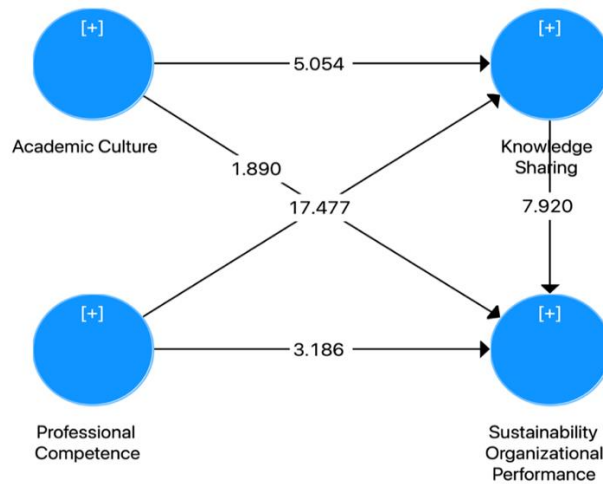 [+]
[+]
5.054
Academic Culture
Knowledge
Sharing
1.890
17.477
7.920
[+]
[+]
3.186
Professional
Competence
Sustainability
Organizational
Performance